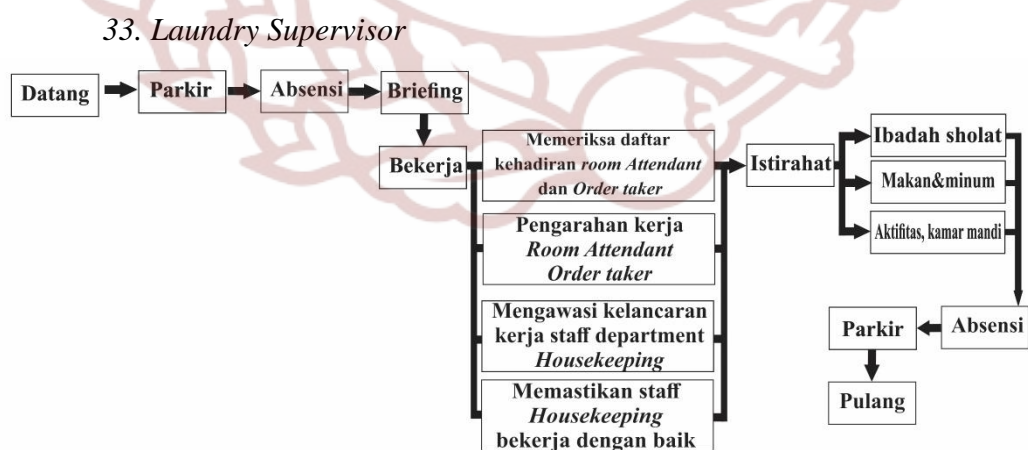 33. Laundry Supervisor
Datang
Parkir
Absensi
Briefing
Bekerja
Memeriksa daftar
kehadiran room Attendant
dan Order taker
Pengarahan kerja
Room Attendant
Order taker
Mengawasi kelancaran
kerja staff department
Housekeeping
Memastikan staff
Housekeeping
bekerja dengan baik
Istirahat
Ibadah sholat
Makan&minum
Aktifitas, kamar mandi
Absensi
Parkir
Pulang